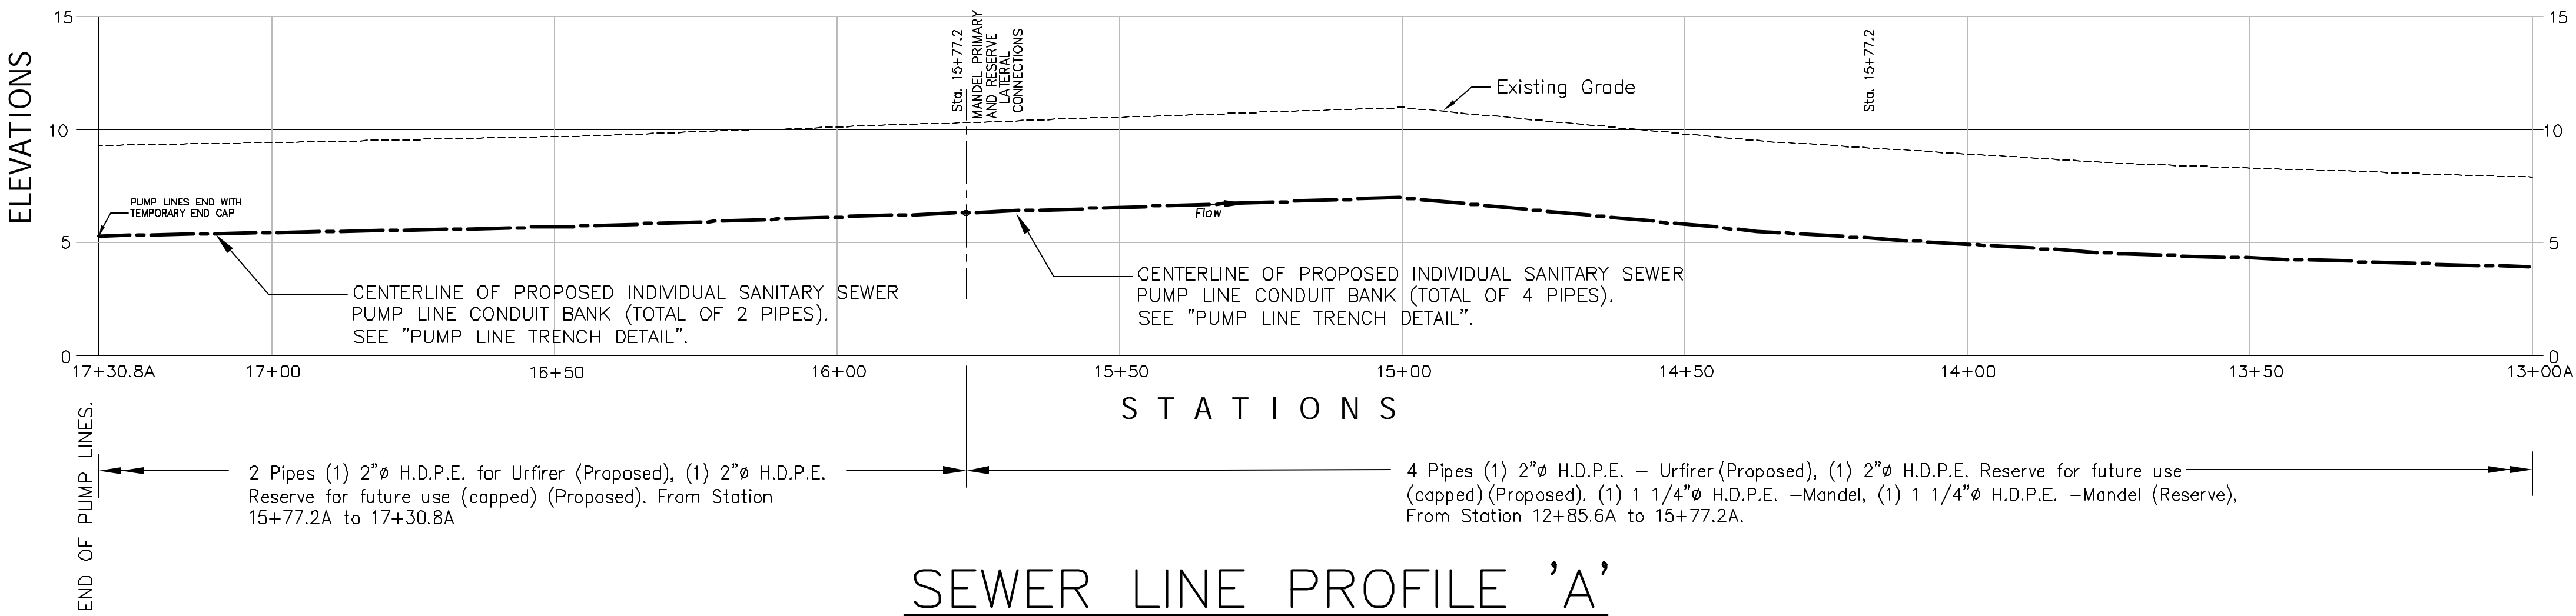 15
15
ELEVATIONS
Sta. 15+77.2
MANDEL PRIMARY
AND RESERVE
LATERAL
CONNECTIONS
Sta. 15+77.2
Existing Grade
10
10
PUMP LINES END WITH
TEMPORARY END CAP
Flow
5
5
CENTERLINE OF PROPOSED INDIVIDUAL SANITARY SEWER
PUMP LINE CONDUIT BANK (TOTAL OF 2 PIPES).
SEE "PUMP LINE TRENCH DETAIL".
CENTERLINE OF PROPOSED INDIVIDUAL SANITARY SEWER
PUMP LINE CONDUIT BANK (TOTAL OF 4 PIPES).
SEE "PUMP LINE TRENCH DETAIL".
0
0
17+30.8A 17+00 16+50 16+00 15+50 15+00 14+50 14+00 13+50 13+00A
STATIONS
END OF PUMP LINES.
2 Pipes (1) 2"ø H.D.P.E. for Urfirer (Proposed), (1) 2"ø H.D.P.E.
Reserve for future use (capped) (Proposed). From Station
15+77.2A to 17+30.8A
4 Pipes (1) 2"ø H.D.P.E. – Urfirer (Proposed), (1) 2"ø H.D.P.E. Reserve for future use
(capped) (Proposed). (1) 1 1/4"ø H.D.P.E. –Mandel, (1) 1 1/4"ø H.D.P.E. –Mandel (Reserve),
From Station 12+85.6A to 15+77.2A.
SEWER LINE PROFILE 'A'